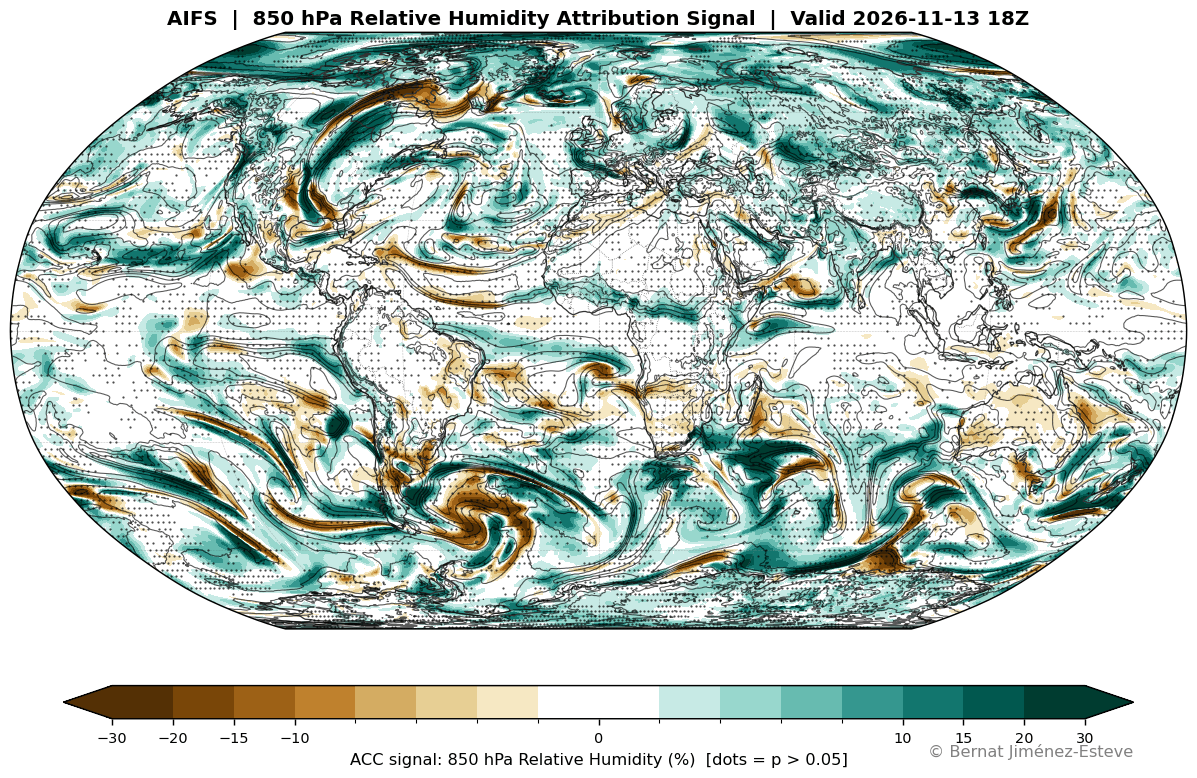 AIFS | 850 hPa Relative Humidity Attribution Signal | Valid 2026-11-13 18Z
−30 −20 −15 −10 0 10 15 20 30
ACC signal: 850 hPa Relative Humidity (%) [dots = p > 0.05]
© Bernat Jiménez-Esteve